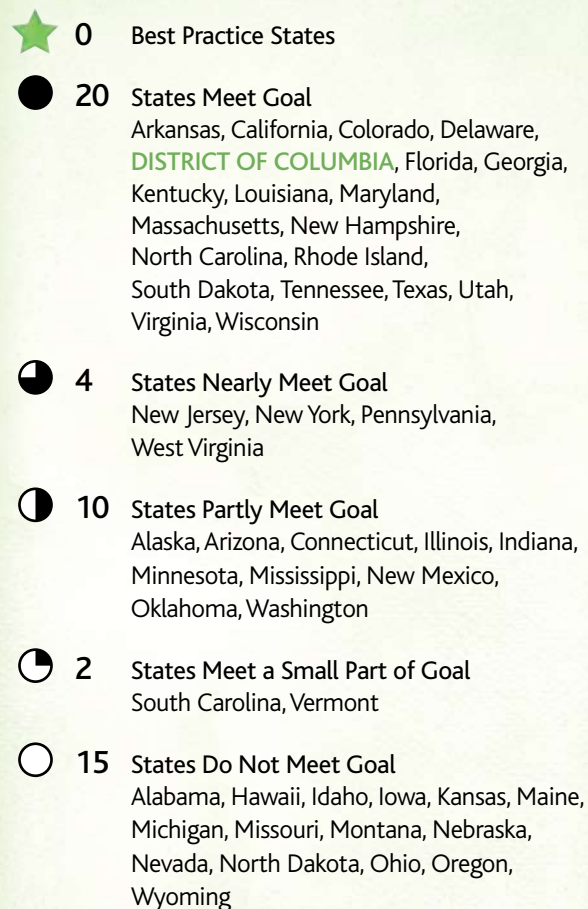 0 Best Practice States
20 States Meet Goal
Arkansas, California, Colorado, Delaware,
DISTRICT OF COLUMBIA, Florida, Georgia,
Kentucky, Louisiana, Maryland,
Massachusetts, New Hampshire,
North Carolina, Rhode Island,
South Dakota, Tennessee, Texas, Utah,
Virginia, Wisconsin
4 States Nearly Meet Goal
New Jersey, New York, Pennsylvania,
West Virginia
10 States Partly Meet Goal
Alaska, Arizona, Connecticut, Illinois, Indiana,
Minnesota, Mississippi, New Mexico,
Oklahoma, Washington
2 States Meet a Small Part of Goal
South Carolina, Vermont
15 States Do Not Meet Goal
Alabama, Hawaii, Idaho, Iowa, Kansas, Maine,
Michigan, Missouri, Montana, Nebraska,
Nevada, North Dakota, Ohio, Oregon,
Wyoming